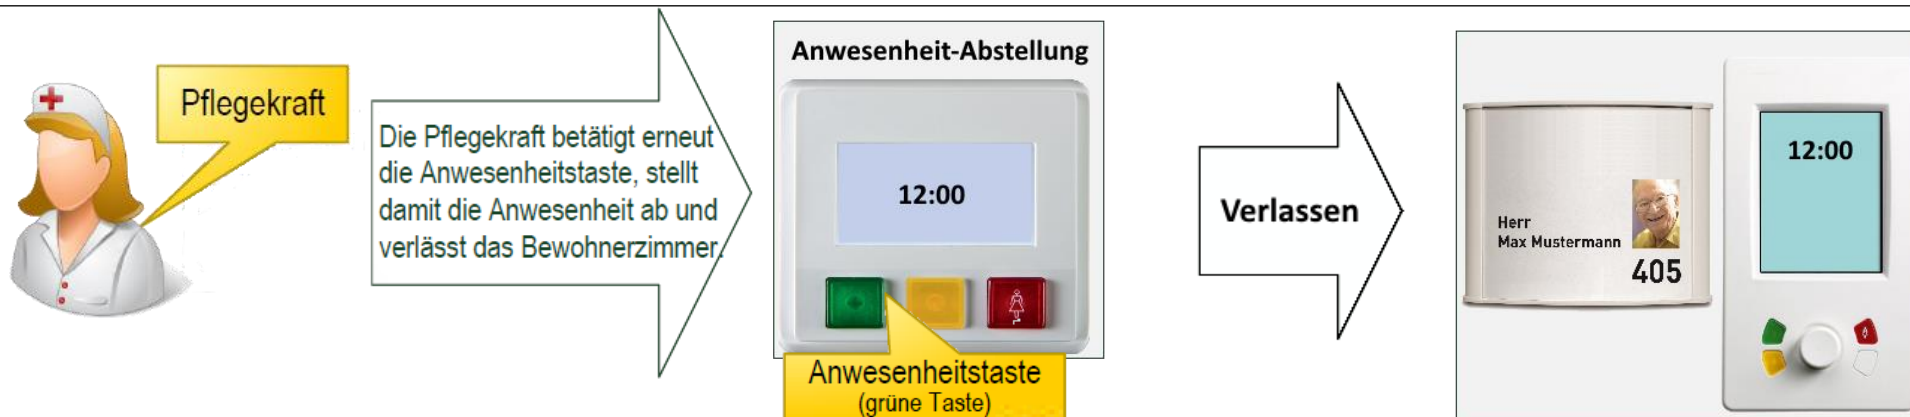 Pflegekraft
Die Pflegekraft betätigt erneut
die Anwesenheitstaste, stellt
damit die Anwesenheit ab und
verlässt das Bewohnerzimmer.
Anwesenheit-Abstellung
12:00
Anwesenheitstaste
(grüne Taste)
Verlassen
Herr
Max Mustermann
405
12:00